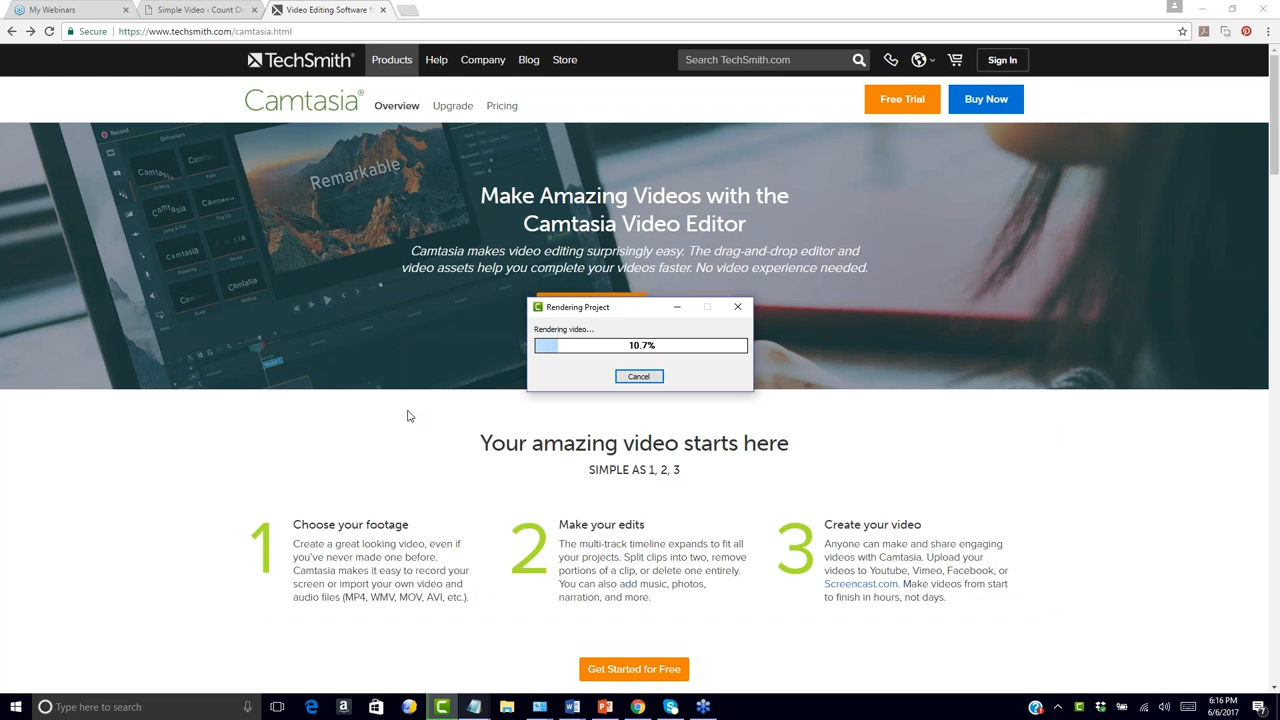 My Webinars
Simple Video - Count On
Video Editing Software fo
Secure
https://www.techsmith.com/camtasia.html
TechSmith®
Products
Help
Company
Blog
Store
Search TechSmith.com
Sign In
Camtasia®
Overview
Upgrade
Pricing
Free Trial
Buy Now
Record
Behaviors
Camtasia
Remarkable
Make Amazing Videos with the
Camtasia Video Editor
Camtasia makes video editing surprisingly easy. The drag-and-drop editor and
video assets help you complete your videos faster. No video experience needed.
Rendering Project
Rendering video...
10.7%
Cancel
Your amazing video starts here
SIMPLE AS 1, 2, 3
1
Choose your footage
Create a great looking video, even if
you've never made one before.
Camtasia makes it easy to record your
screen or import your own video and
audio files (MP4, WMV, MOV, AVI, etc.).
2
Make your edits
The multi-track timeline expands to fit all
your projects. Split clips into two, remove
portions of a clip, or delete one entirely.
You can also add music, photos,
narration, and more.
3
Create your video
Anyone can make and share engaging
videos with Camtasia. Upload your
videos to Youtube, Vimeo, Facebook, or
Screencast.com. Make videos from start
to finish in hours, not days.
Get Started for Free
Type here to search
6:16 PM
6/6/2017